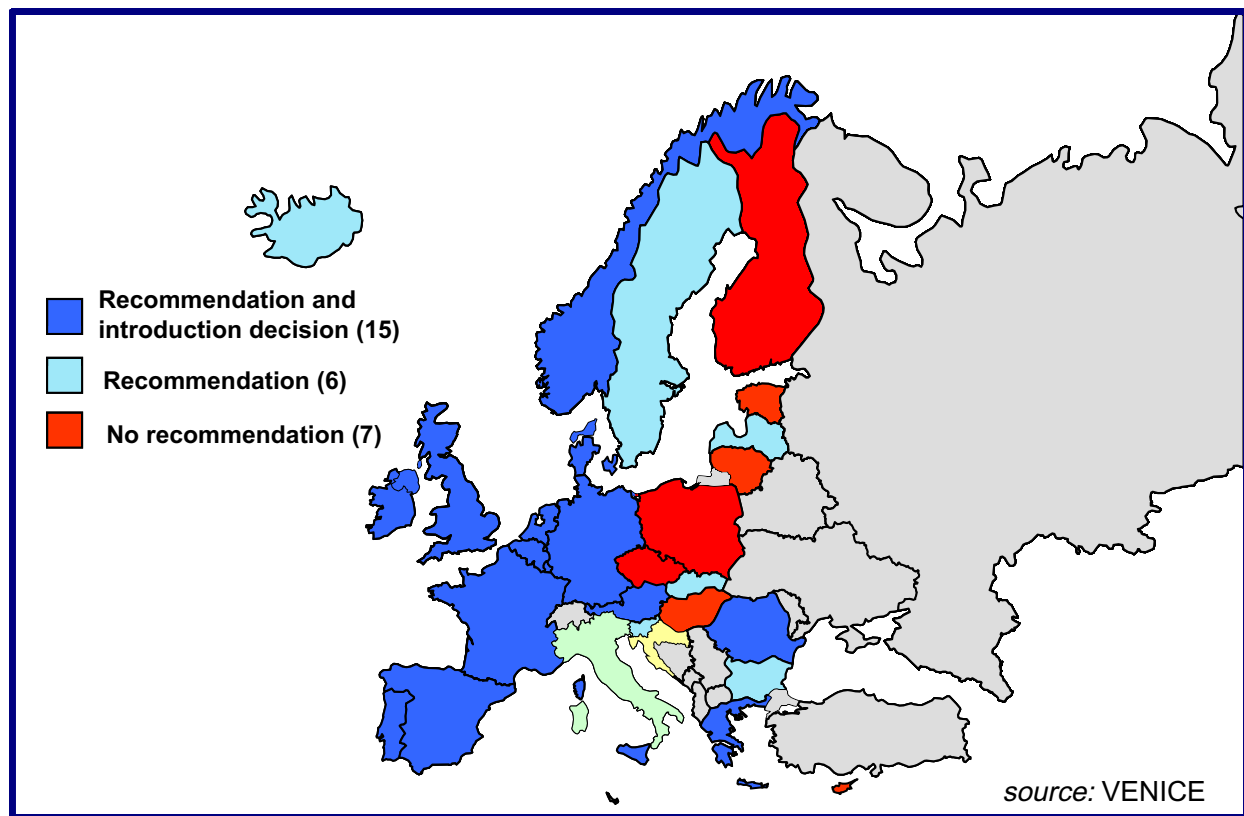 Recommendation and
introduction decision (15)
Recommendation (6)
No recommendation (7)
source: VENICE